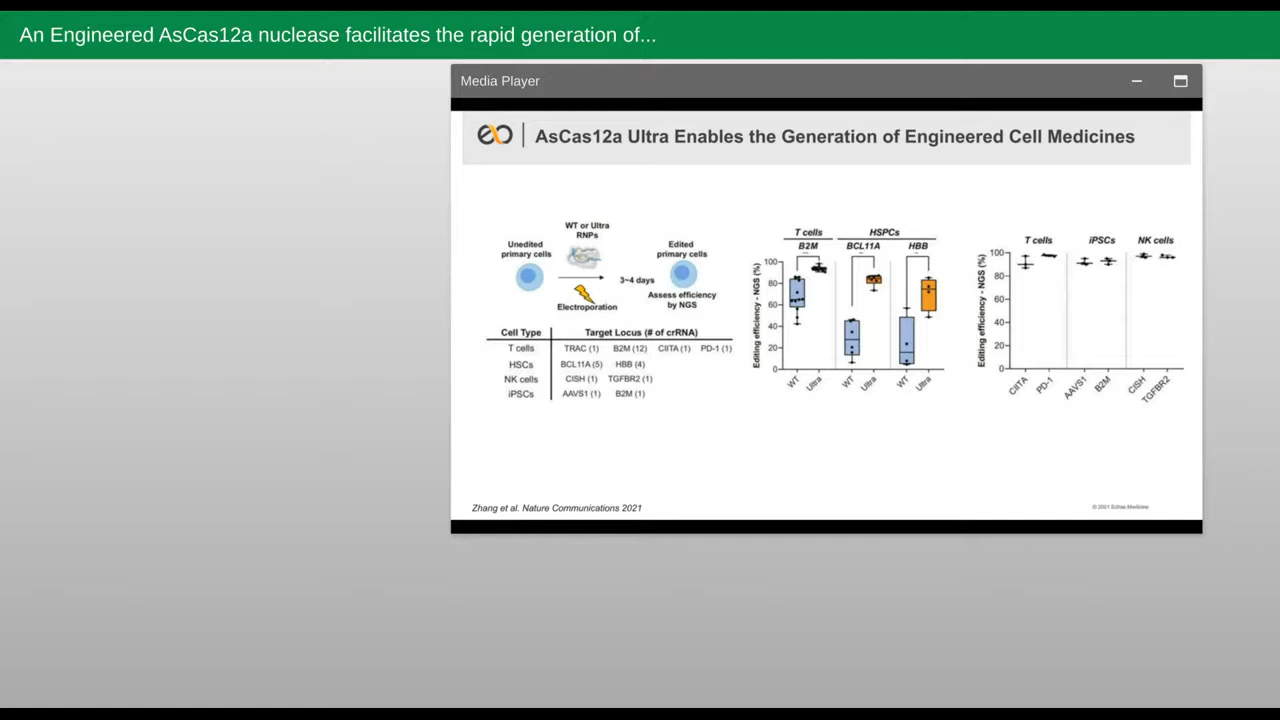 An Engineered AsCas12a nuclease facilitates the rapid generation of...
Media Player
AsCas12a Ultra Enables the Generation of Engineered Cell Medicines
WT or Ultra
RNPs
Unedited
primary cells
Edited
primary cells
3~4 days
Electroporation
Assess efficiency
by NGS
Cell Type Target Locus (# of crRNA)
T cells TRAC (1) B2M (12) CIITA (1) PD-1 (1)
HSCs BCL11A (5) HBB (4)
NK cells CISH (1) TGFBR2 (1)
iPSCs AAVS1 (1) B2M (1)
T cells HSPCs
B2M BCL11A HBB
Editing efficiency - NGS (%)
100
80
60
40
20
0
WT Ultra WT Ultra WT Ultra
T cells iPSCs NK cells
Editing efficiency - NGS (%)
100
80
60
40
20
0
CIITA PD-1 AAVS1 B2M CISH TGFBR2
Zhang et al. Nature Communications 2021
© 2021 Editas Medicine